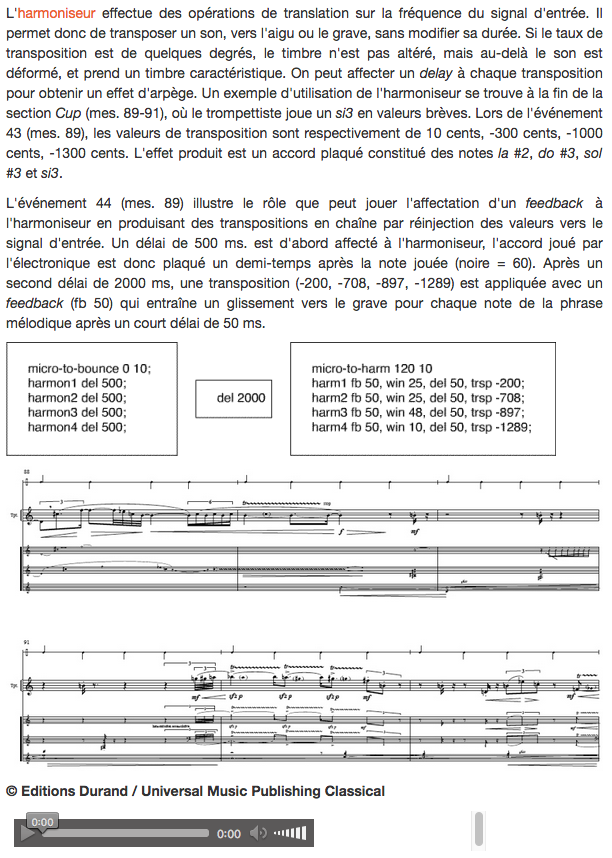 L'harmoniseur effectue des opérations de translation sur la fréquence du signal d'entrée. Il
permet donc de transposer un son, vers l'aigu ou le grave, sans modifier sa durée. Si le taux de
transposition est de quelques degrés, le timbre n'est pas altéré, mais au-delà le son est
déformé, et prend un timbre caractéristique. On peut affecter un delay à chaque transposition
pour obtenir un effet d'arpège. Un exemple d'utilisation de l'harmoniseur se trouve à la fin de la
section Cup (mes. 89-91), où le trompettiste joue un si3 en valeurs brèves. Lors de l'événement
43 (mes. 89), les valeurs de transposition sont respectivement de 10 cents, -300 cents, -1000
cents, -1300 cents. L'effet produit est un accord plaqué constitué des notes la #2, do #3, sol
#3 et si3.
L'événement 44 (mes. 89) illustre le rôle que peut jouer l'affectation d'un feedback à
l'harmoniseur en produisant des transpositions en chaîne par réinjection des valeurs vers le
signal d'entrée. Un délai de 500 ms. est d'abord affecté à l'harmoniseur, l'accord joué par
l'électronique est donc plaqué un demi-temps après la note jouée (noire = 60). Après un
second délai de 2000 ms, une transposition (-200, -708, -897, -1289) est appliquée avec un
feedback (fb 50) qui entraîne un glissement vers le grave pour chaque note de la phrase
mélodique après un court délai de 50 ms.
micro-to-bounce 0 10;
harmon1 del 500;
harmon2 del 500;
harmon3 del 500;
harmon4 del 500;
del 2000
micro-to-harm 120 10
harm1 fb 50, win 25, del 50, trsp -200;
harm2 fb 50, win 25, del 50, trsp -708;
harm3 fb 50, win 48, del 50, trsp -897;
harm4 fb 50, win 10, del 50, trsp -1289;
3
6
f
mf
91
3
3
mf
sfz p
sfz p
sfz p
mf
3
mf
© Editions Durand / Universal Music Publishing Classical
0:00
0:00